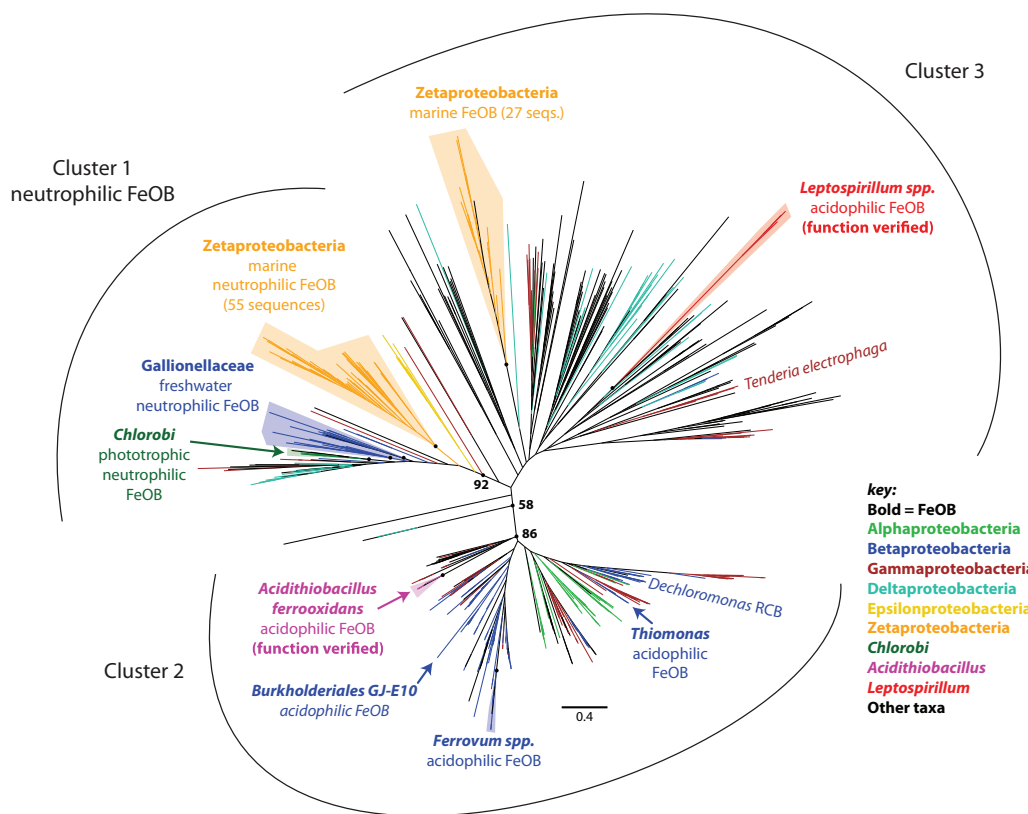 Cluster 3
Zetaproteobacteria
marine FeOB (27 seqs.)
Cluster 1
neutrophilic FeOB
Leptospirillum spp.
acidophilic FeOB
(function verified)
Zetaproteobacteria
marine
neutrophilic FeOB
(55 sequences)
Gallionellaceae
freshwater
neutrophilic FeOB
Tenderia electrophaga
Chlorobi
phototrophic
neutrophilic
FeOB
92
58
86
key:
Bold = FeOB
Alphaproteobacteria
Betaproteobacteria
Gammaproteobacteria
Deltaproteobacteria
Epsilonproteobacteria
Zetaproteobacteria
Chlorobi
Acidithiobacillus
Leptospirillum
Other taxa
Acidithiobacillus
ferrooxidans
acidophilic FeOB
(function verified)
Dechloromonas RCB
Thiomonas
acidophilic
FeOB
Cluster 2
Burkholderiales GJ-E10
acidophilic FeOB
0.4
Ferrovum spp.
acidophilic FeOB